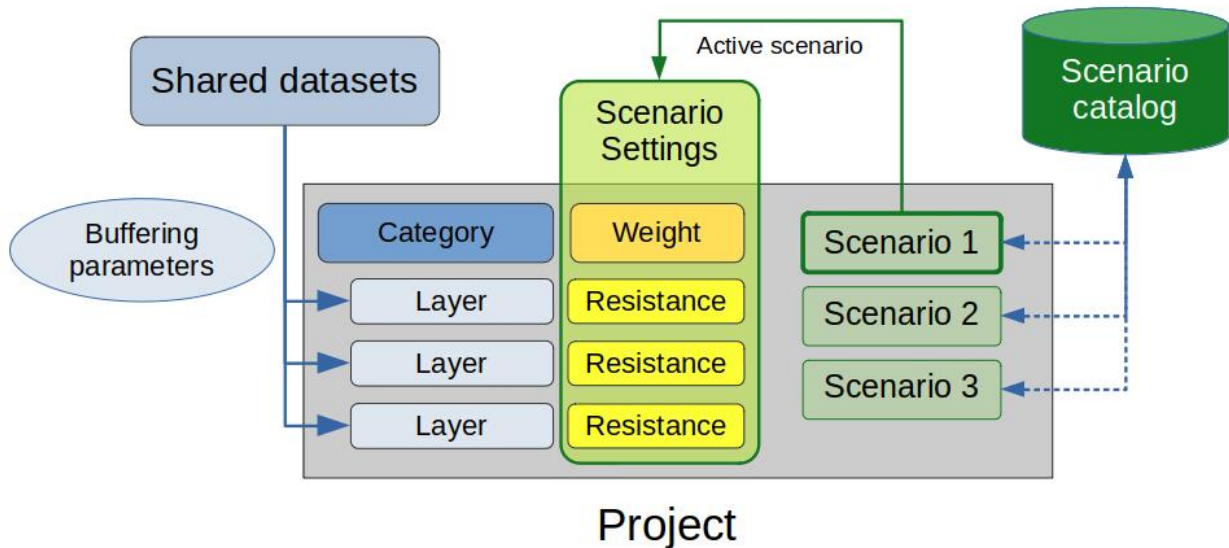 Active scenario
Shared datasets
Scenario
catalog
Scenario
Settings
Buffering
parameters
Category
Weight
Scenario 1
Layer
Resistance
Scenario 2
Layer
Resistance
Scenario 3
Layer
Resistance
Project